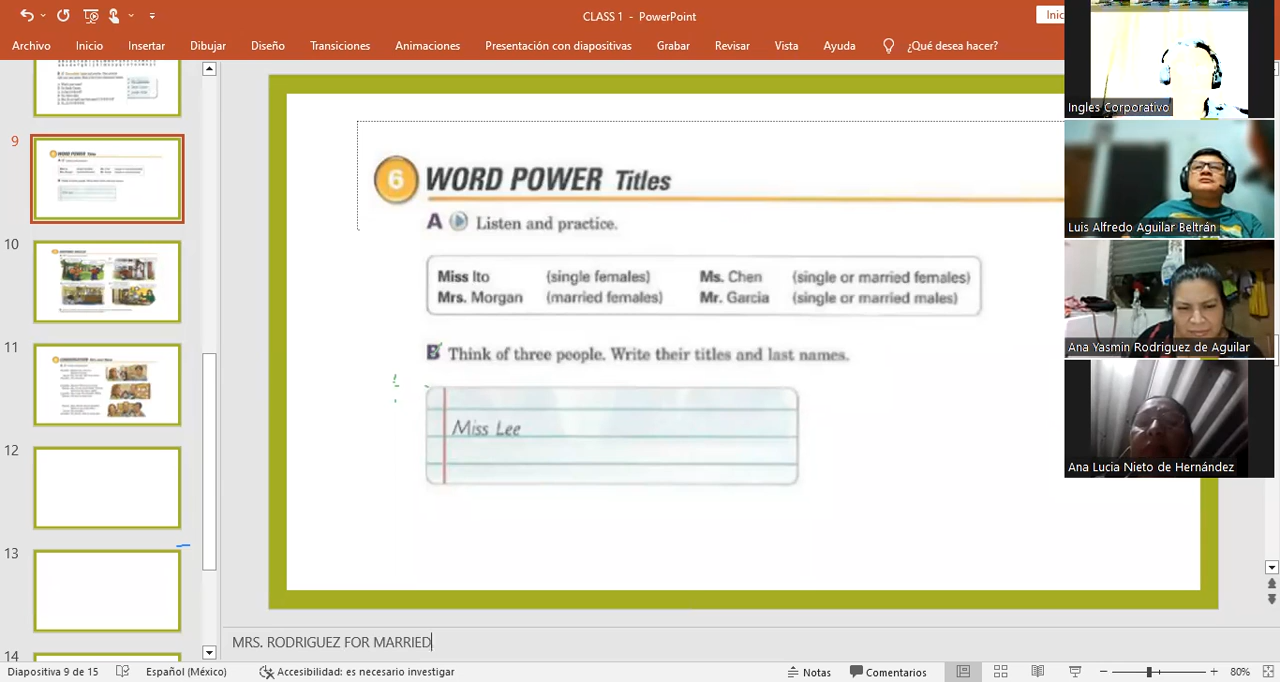 CLASS 1 - PowerPoint
Inic
Archivo Inicio Insertar Dibujar Diseño Transiciones Animaciones Presentación con diapositivas Grabar Revisar Vista Ayuda ¿Qué desea hacer?
9
10
11
12
13
14
6 WORD POWER Titles
A Listen and practice.
Miss Ito (single females) Ms. Chen (single or married females)
Mrs. Morgan (married females) Mr. Garcia (single or married males)
B Think of three people. Write their titles and last names.
Miss Lee
Ingles Corporativo
Luis Alfredo Aguilar Beltrán
Ana Yasmin Rodriguez de Aguilar
Ana Lucia Nieto de Hernández
MRS. RODRIGUEZ FOR MARRIED
Diapositiva 9 de 15 Español (México) Accesibilidad: es necesario investigar Notas Comentarios 80%